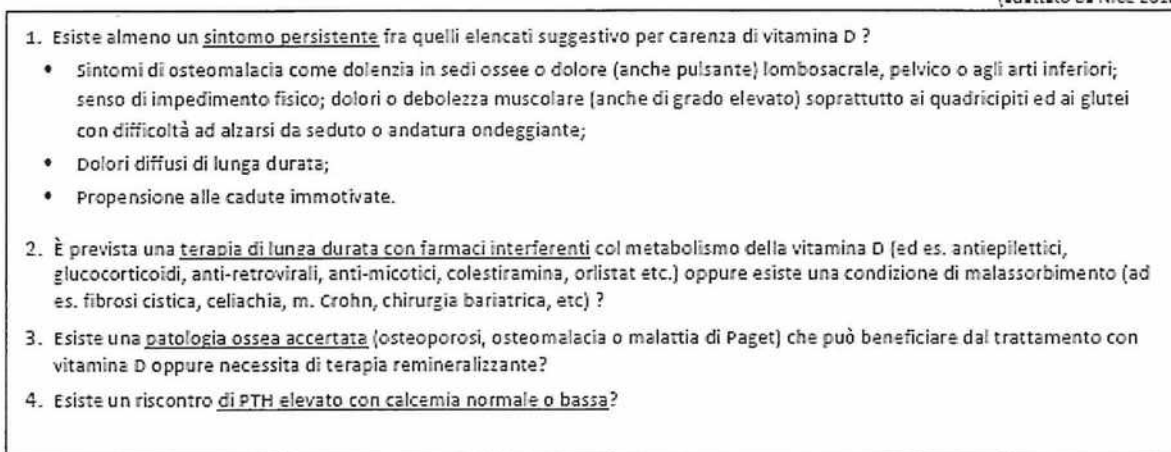 1. Esiste almeno un sintomo persistente fra quelli elencati suggestivo per carenza di vitamina D ?
• Sintomi di osteomalacia come dolenzia in sedi ossee o dolore (anche pulsante) lombosacrale, pelvico o agli arti inferiori;
senso di impedimento fisico; dolori o debolezza muscolare (anche di grado elevato) soprattutto ai quadricipiti ed ai glutei
con difficoltà ad alzarsi da seduto o andatura ondeggiante;
• Dolori diffusi di lunga durata;
• Propensione alle cadute immotivate.
2. È prevista una terapia di lunga durata con farmaci interferenti col metabolismo della vitamina D (ed es. antiepilettici,
glucocorticoidi, anti-retrovirali, anti-micotici, colestiramina, orlistat etc.) oppure esiste una condizione di malassorbimento (ad
es. fibrosi cistica, celiachia, m. Crohn, chirurgia bariatrica, etc) ?
3. Esiste una patologia ossea accertata (osteoporosi, osteomalacia o malattia di Paget) che può beneficiare dal trattamento con
vitamina D oppure necessita di terapia remineralizzante?
4. Esiste un riscontro di PTH elevato con calcemia normale o bassa?